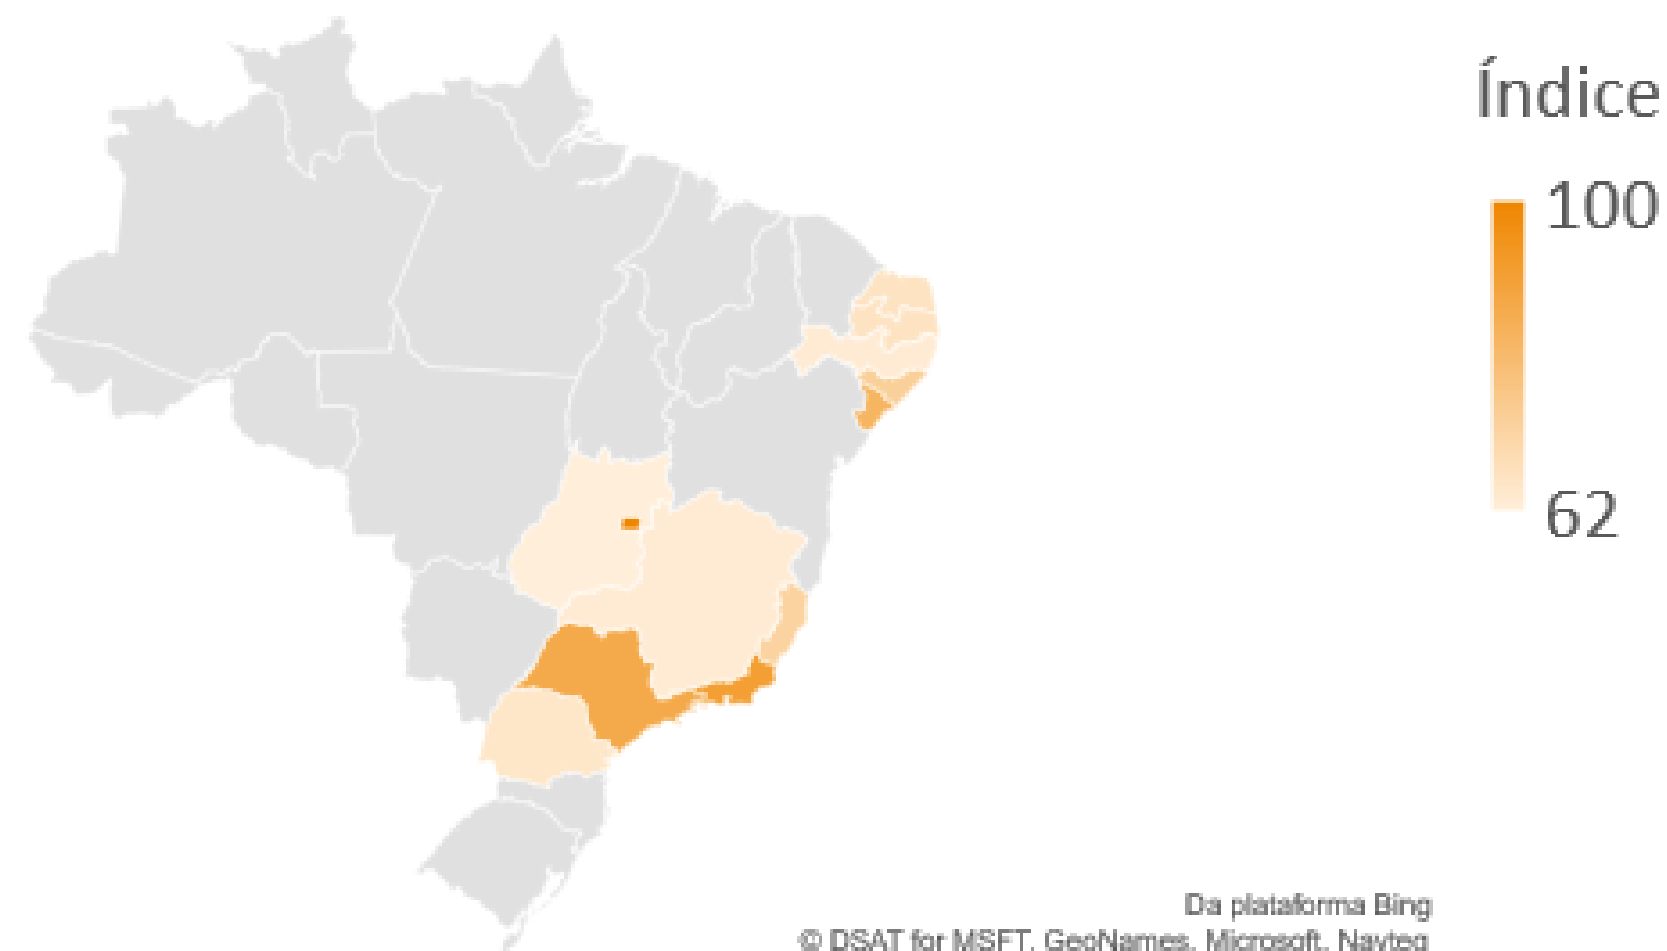 Índice
100
62
Da plataforma Bing
© DSAT for MSFT, GeoNames, Microsoft, Navteq